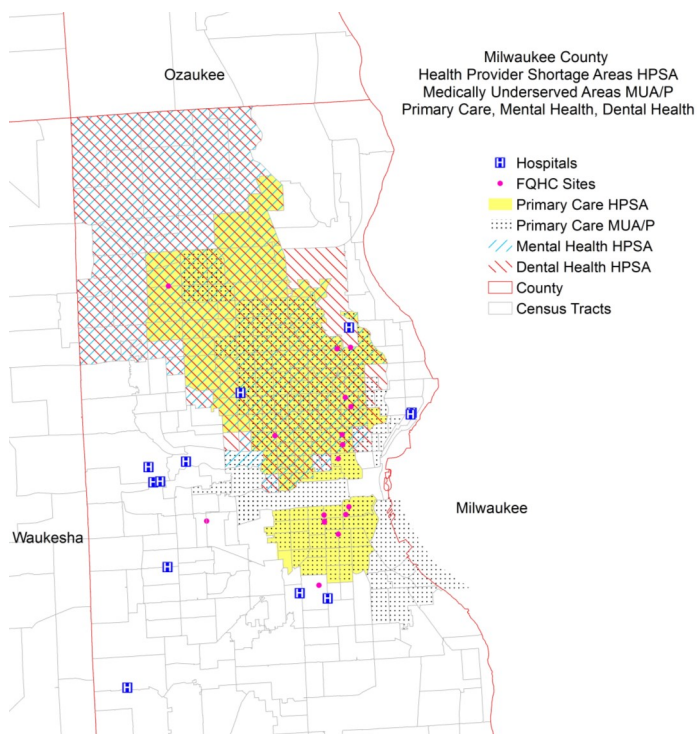 Ozaukee
Milwaukee County
Health Provider Shortage Areas HPSA
Medically Underserved Areas MUA/P
Primary Care, Mental Health, Dental Health
H Hospitals
FQHC Sites
Primary Care HPSA
Primary Care MUA/P
Mental Health HPSA
Dental Health HPSA
County
Census Tracts
H
H
H
H
H
H H
Milwaukee
Waukesha
H
H
H
H